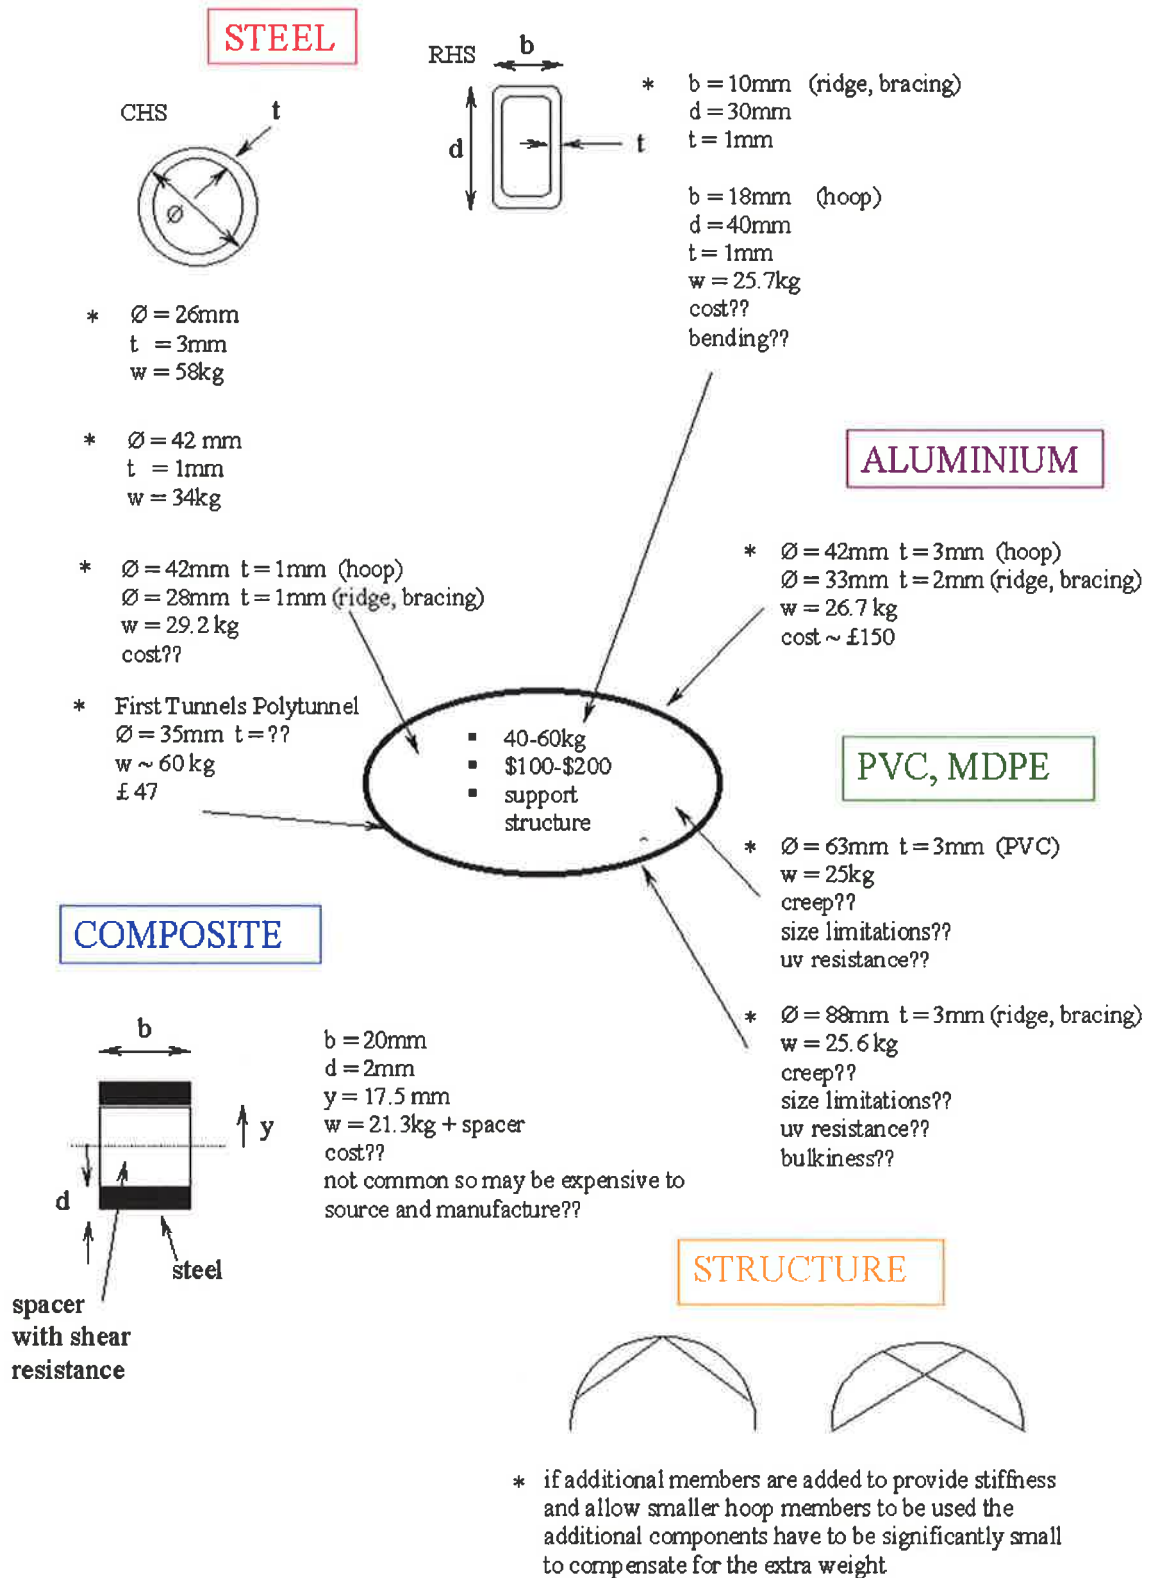 STEEL
CHS
t
Ø
* Ø = 26mm
t = 3mm
w = 58kg
* Ø = 42 mm
t = 1mm
w = 34kg
* Ø = 42mm t = 1mm (hoop)
Ø = 28mm t = 1mm (ridge, bracing)
w = 29.2 kg
cost??
* First Tunnels Polytunnel
Ø = 35mm t = ??
w ~ 60 kg
£ 47
RHS
b
d
t
* b = 10mm (ridge, bracing)
d = 30mm
t = 1mm
b = 18mm (hoop)
d = 40mm
t = 1mm
w = 25.7kg
cost??
bending??
ALUMINIUM
* Ø = 42mm t = 3mm (hoop)
Ø = 33mm t = 2mm (ridge, bracing)
w = 26.7 kg
cost ~ £150
▪ 40-60kg
▪ $100-$200
▪ support
structure
PVC, MDPE
* Ø = 63mm t = 3mm (PVC)
w = 25kg
creep??
size limitations??
uv resistance??
* Ø = 88mm t = 3mm (ridge, bracing)
w = 25.6 kg
creep??
size limitations??
uv resistance??
bulkiness??
COMPOSITE
b
y
d
steel
spacer
with shear
resistance
b = 20mm
d = 2mm
y = 17.5 mm
w = 21.3kg + spacer
cost??
not common so may be expensive to
source and manufacture??
STRUCTURE
* if additional members are added to provide stiffness
and allow smaller hoop members to be used the
additional components have to be significantly small
to compensate for the extra weight